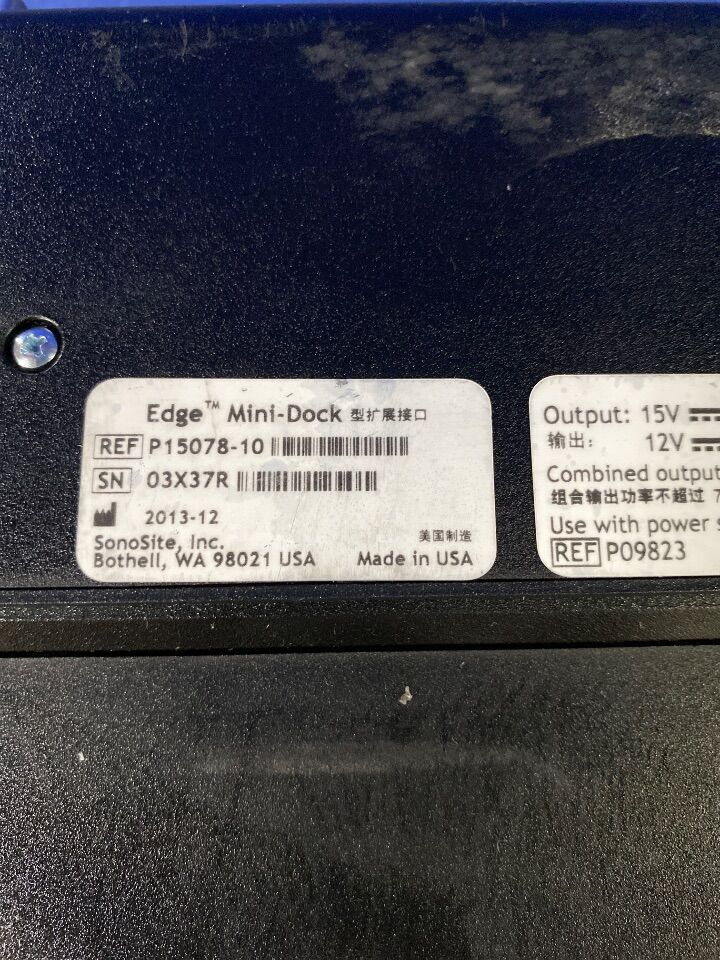 Edge™ Mini-Dock 型扩展接口
REF P15078-10
SN 03X37R
2013-12
SonoSite, Inc.
Bothell, WA 98021 USA
美国制造
Made in USA
Output: 15V
输出: 12V
Combined output
组合输出功率不超过
Use with power
REF P09823